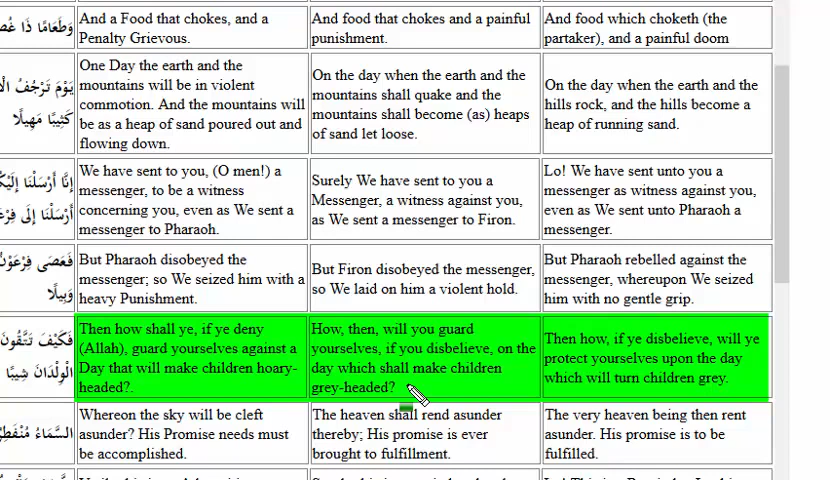 وَطَعَامًا ذَا
And a Food that chokes, and a
Penalty Grievous.
And food that chokes and a painful
punishment.
And food which choketh (the
partaker), and a painful doom
يَوْمَ تَرْجُفُ
كَثِيبًا مَهِيلًا
One Day the earth and the
mountains will be in violent
commotion. And the mountains will
be as a heap of sand poured out and
flowing down.
On the day when the earth and the
mountains shall quake and the
mountains shall become (as) heaps
of sand let loose.
On the day when the earth and the
hills rock, and the hills become a
heap of running sand.
إِنَّا أَرْسَلْنَا
أَرْسَلْنَا إِلَى
We have sent to you, (O men!) a
messenger, to be a witness
concerning you, even as We sent a
messenger to Pharaoh.
Surely We have sent to you a
Messenger, a witness against you,
as We sent a messenger to Firon.
Lo! We have sent unto you a
messenger as witness against you,
even as We sent unto Pharaoh a
messenger.
فَعَصَى
وَبِيلًا
But Pharaoh disobeyed the
messenger; so We seized him with a
heavy Punishment.
But Firon disobeyed the messenger,
so We laid on him a violent hold.
But Pharaoh rebelled against the
messenger, whereupon We seized
him with no gentle grip.
فَكَيْفَ تَتَّقُونَ
الْوِلْدَانَ شِيبًا
Then how shall ye, if ye deny
(Allah), guard yourselves against a
Day that will make children hoary-
headed?.
How, then, will you guard
yourselves, if you disbelieve, on the
day which shall make children
grey-headed?
Then how, if ye disbelieve, will ye
protect yourselves upon the day
which will turn children grey.
السَّمَاءُ
Whereon the sky will be cleft
asunder? His Promise needs must
be accomplished.
The heaven shall rend asunder
thereby; His promise is ever
brought to fulfillment.
The very heaven being then rent
asunder. His promise is to be
fulfilled.